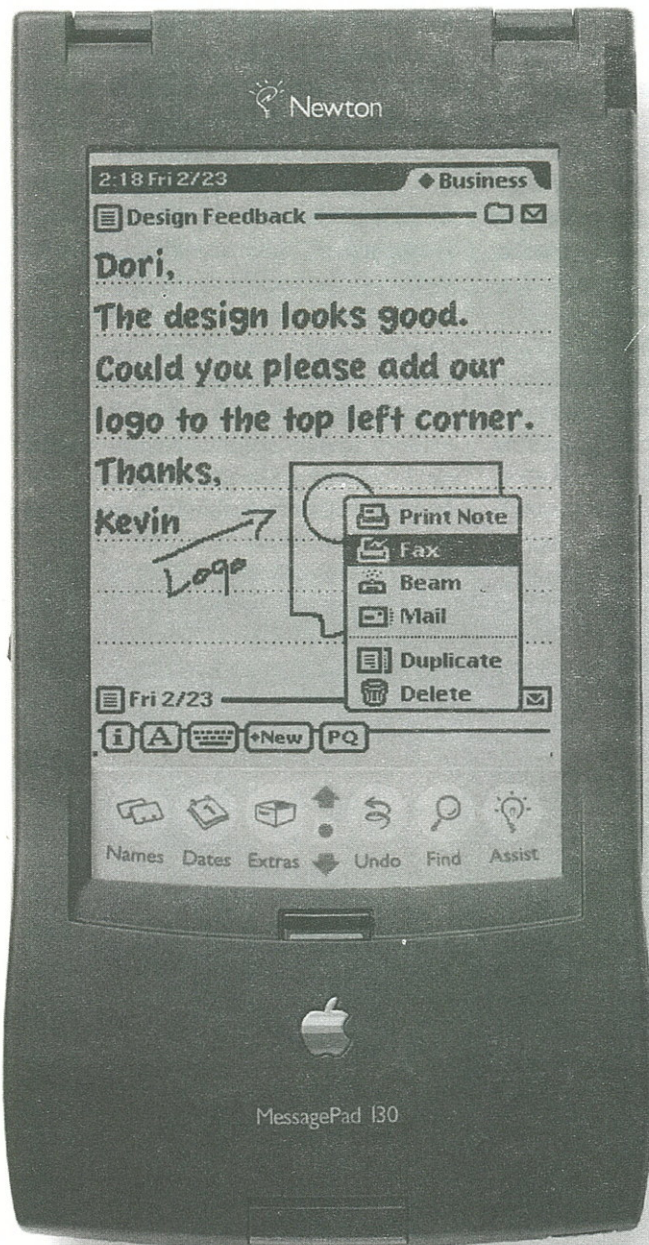 Newton
2:18 Fri 2/23
Business
Design Feedback
Dori,
The design looks good.
Could you please add our
logo to the top left corner.
Thanks,
Kevin
Logo
Print Note
Fax
Beam
Mail
Duplicate
Delete
Fri 2/23
i A New PQ
Names Dates Extras Undo Find Assist
MessagePad 130